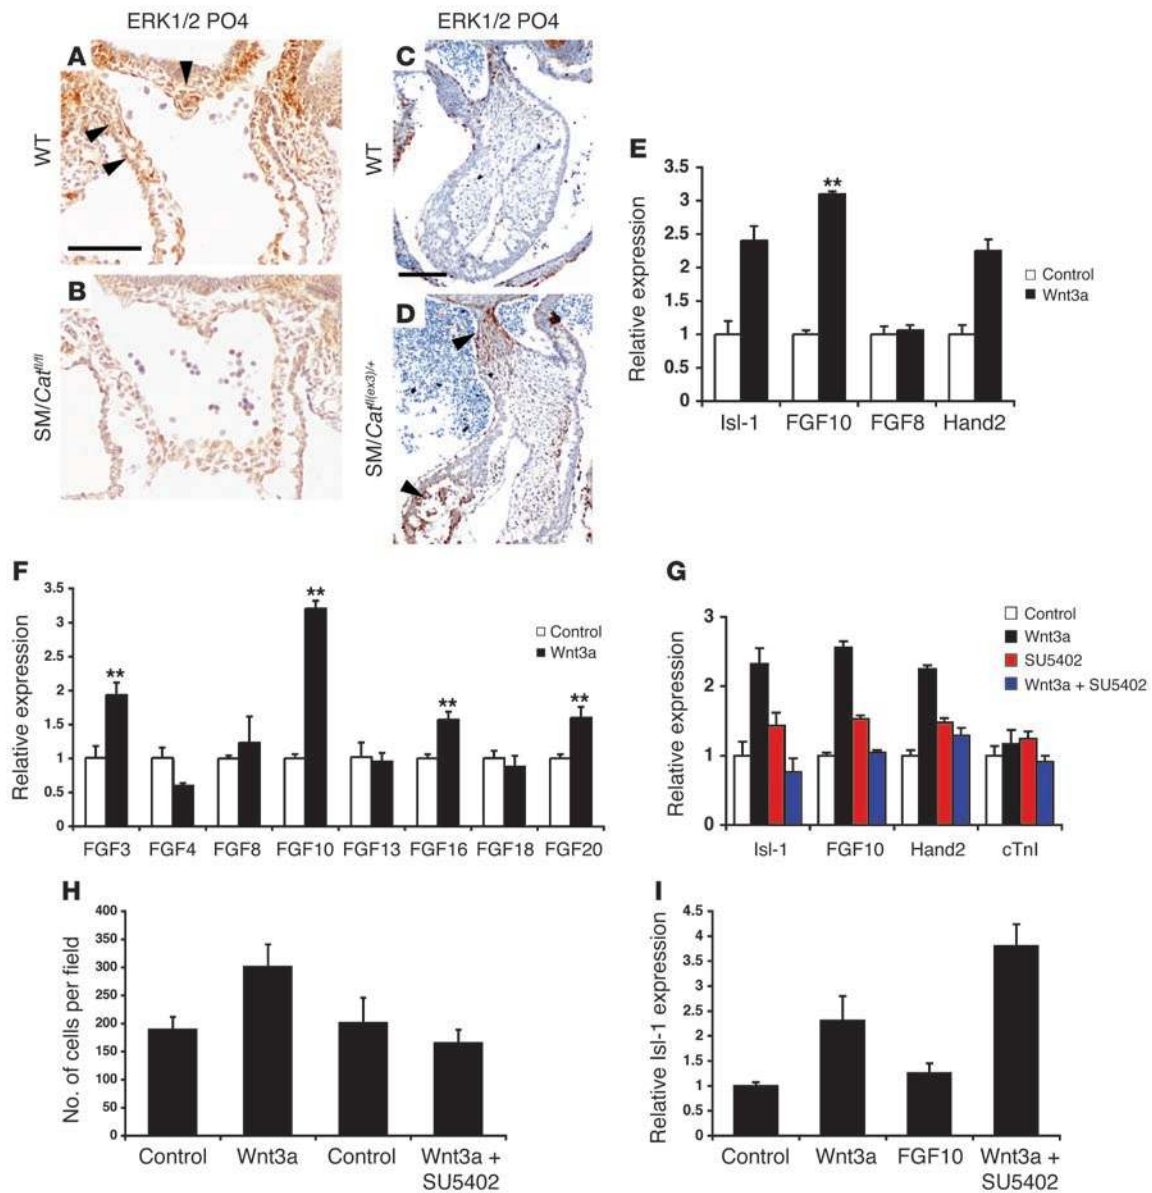 ERK1/2 PO4
ERK1/2 PO4
A
WT
B
SM/Cat^fl/fl
C
WT
D
SM/Cat^fl(ex3)/+
E
Relative expression
3.5
3
2.5
2
1.5
1
0.5
0
**
Control
Wnt3a
Isl-1 FGF10 FGF8 Hand2
F
Relative expression
3.5
3
2.5
2
1.5
1
0.5
0
**
**
**
**
Control
Wnt3a
FGF3 FGF4 FGF8 FGF10 FGF13 FGF16 FGF18 FGF20
G
Relative expression
3
2
1
0
Control
Wnt3a
SU5402
Wnt3a + SU5402
Isl-1 FGF10 Hand2 cTnI
H
No. of cells per field
400
350
300
250
200
150
100
50
0
Control Wnt3a Control Wnt3a +
SU5402
I
Relative Isl-1 expression
4.5
4
3.5
3
2.5
2
1.5
1
0.5
0
Control Wnt3a FGF10 Wnt3a +
SU5402